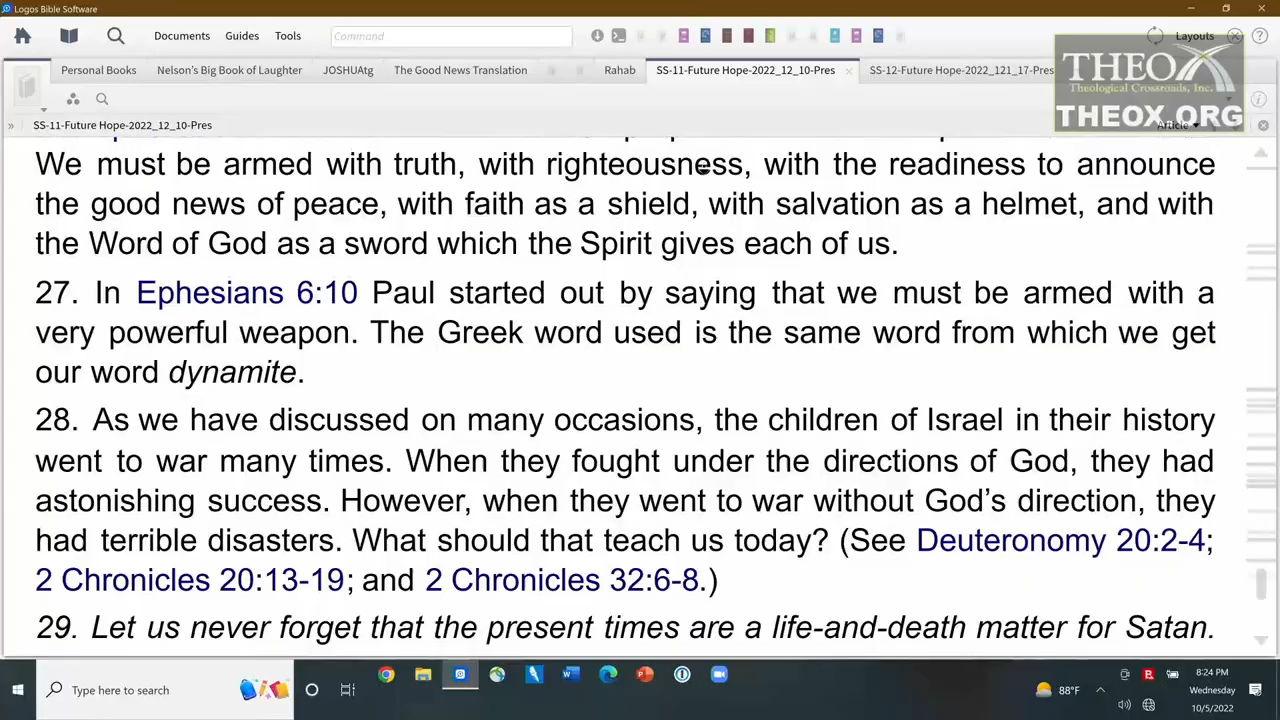 Logos Bible Software
Documents Guides Tools Command Layouts
Personal Books Nelson's Big Book of Laughter JOSHUAtg The Good News Translation Rahab SS-11-Future Hope-2022_12_10-Pres SS-12-Future Hope-2022_121_17-Pres
THEOX
Theological Crossroads, Inc.
THEOX.ORG
» SS-11-Future Hope-2022_12_10-Pres Article
We must be armed with truth, with righteousness, with the readiness to announce
the good news of peace, with faith as a shield, with salvation as a helmet, and with
the Word of God as a sword which the Spirit gives each of us.
27. In Ephesians 6:10 Paul started out by saying that we must be armed with a
very powerful weapon. The Greek word used is the same word from which we get
our word dynamite.
28. As we have discussed on many occasions, the children of Israel in their history
went to war many times. When they fought under the directions of God, they had
astonishing success. However, when they went to war without God's direction, they
had terrible disasters. What should that teach us today? (See Deuteronomy 20:2-4;
2 Chronicles 20:13-19; and 2 Chronicles 32:6-8.)
29. Let us never forget that the present times are a life-and-death matter for Satan.
Type here to search
88°F
8:24 PM
Wednesday
10/5/2022